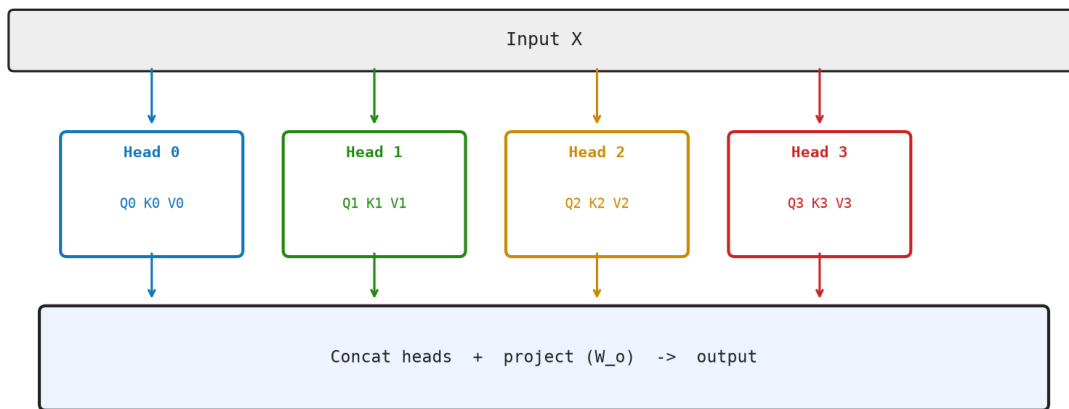 Input X
Head 0
Head 1
Head 2
Head 3
Q0 K0 V0
Q1 K1 V1
Q2 K2 V2
Q3 K3 V3
Concat heads + project (W_o) -> output